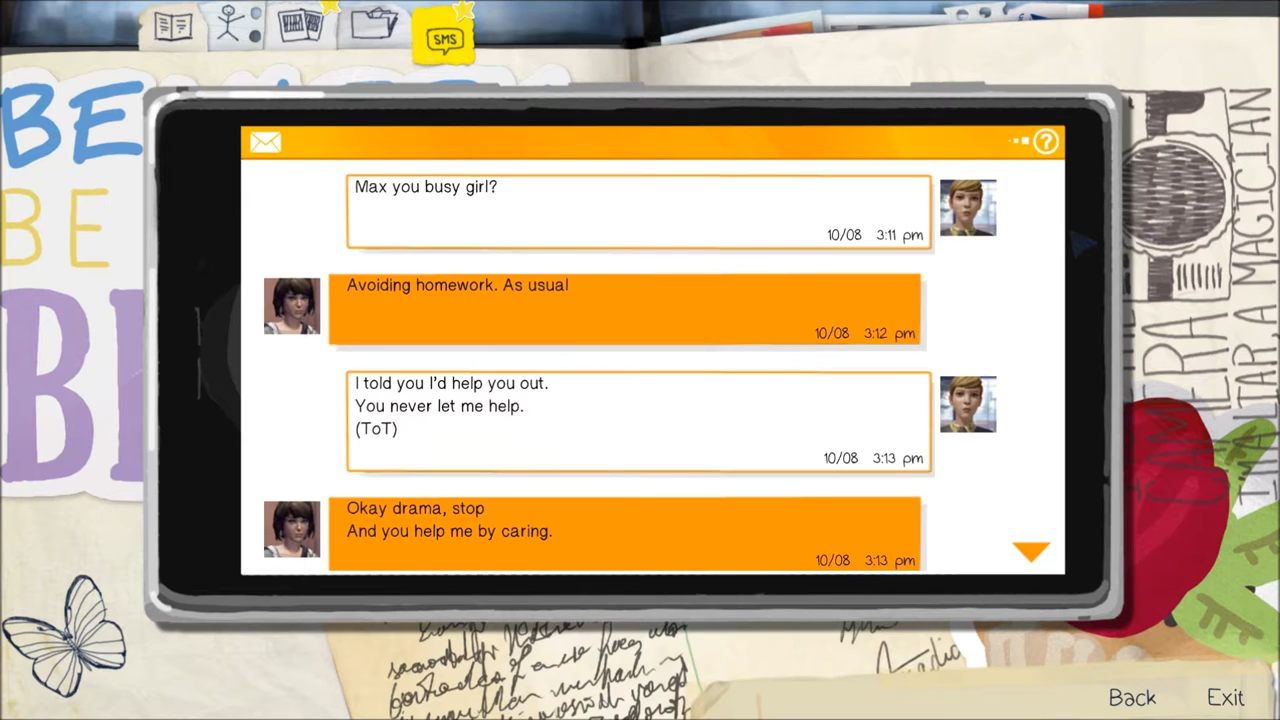 SMS
BE
BE
Max you busy girl?
10/08 3:11 pm
Avoiding homework. As usual
10/08 3:12 pm
I told you I'd help you out.
You never let me help.
(ToT)
10/08 3:13 pm
Okay drama, stop
And you help me by caring.
10/08 3:13 pm
MAGICIAN
Back
Exit